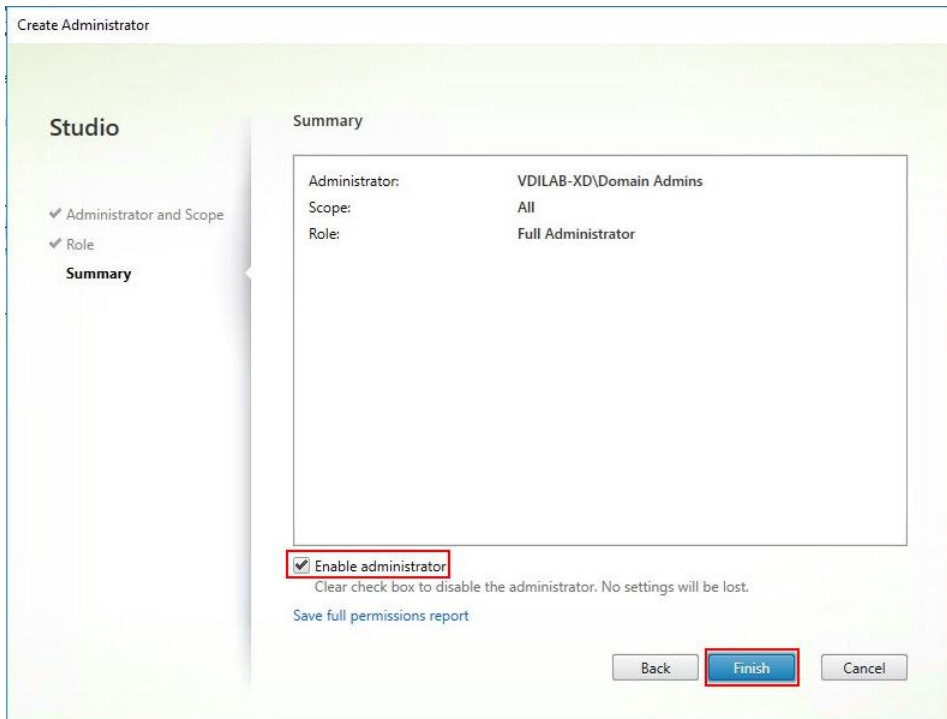 Create Administrator
Studio
Administrator and Scope
Role
Summary
Summary
Administrator: VDILAB-XD\Domain Admins
Scope: All
Role: Full Administrator
Enable administrator
Clear check box to disable the administrator. No settings will be lost.
Save full permissions report
Back Finish Cancel